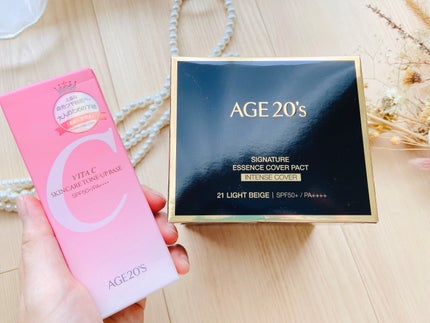 C
VITA C
SKINCARE TONE-UP BASE
SPF50+/PA++++
AGE20'S
AGE 20's
SIGNATURE
ESSENCE COVER PACT
INTENSE COVER
21 LIGHT BEIGE | SPF50+ / PA++++